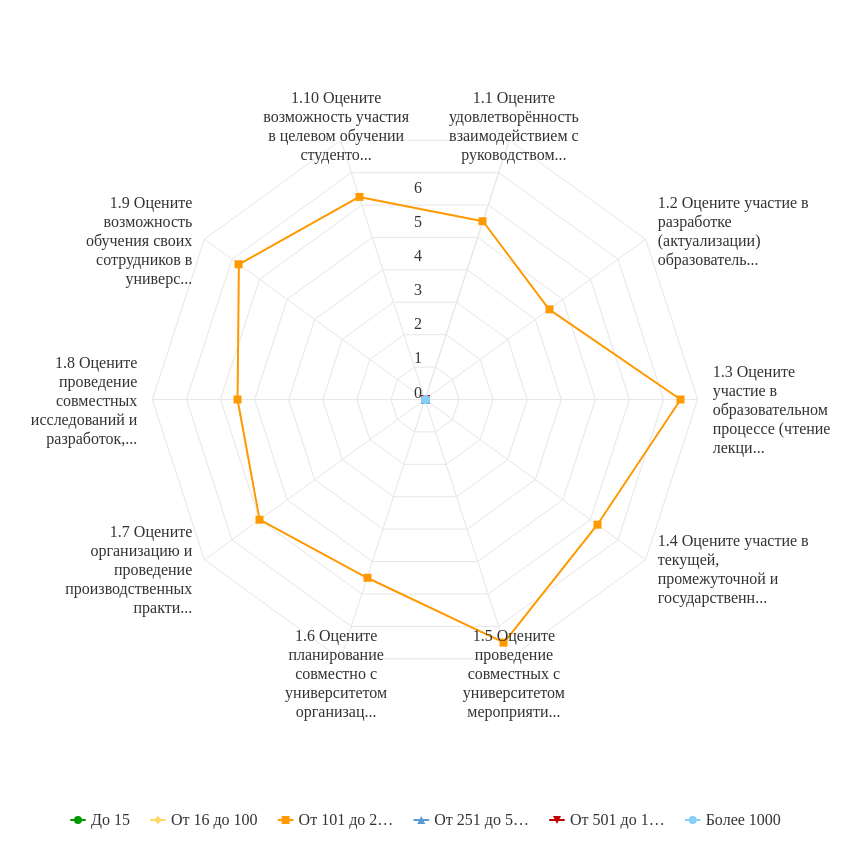 1.10 Оцените
возможность участия
в целевом обучении
студенто...
1.1 Оцените
удовлетворённость
взаимодействием с
руководством...
1.9 Оцените
возможность
обучения своих
сотрудников в
универс...
1.2 Оцените участие в
разработке
(актуализации)
образователь...
6
5
4
3
2
1
0
1.8 Оцените
проведение
совместных
исследований и
разработок,...
1.3 Оцените
участие в
образовательном
процессе (чтение
лекци...
1.7 Оцените
организацию и
проведение
производственных
практи...
1.4 Оцените участие в
текущей,
промежуточной и
государственн...
1.6 Оцените
планирование
совместно с
университетом
организац...
1.5 Оцените
проведение
совместных с
университетом
мероприяти...
До 15
От 16 до 100
От 101 до 2…
От 251 до 5…
От 501 до 1…
Более 1000